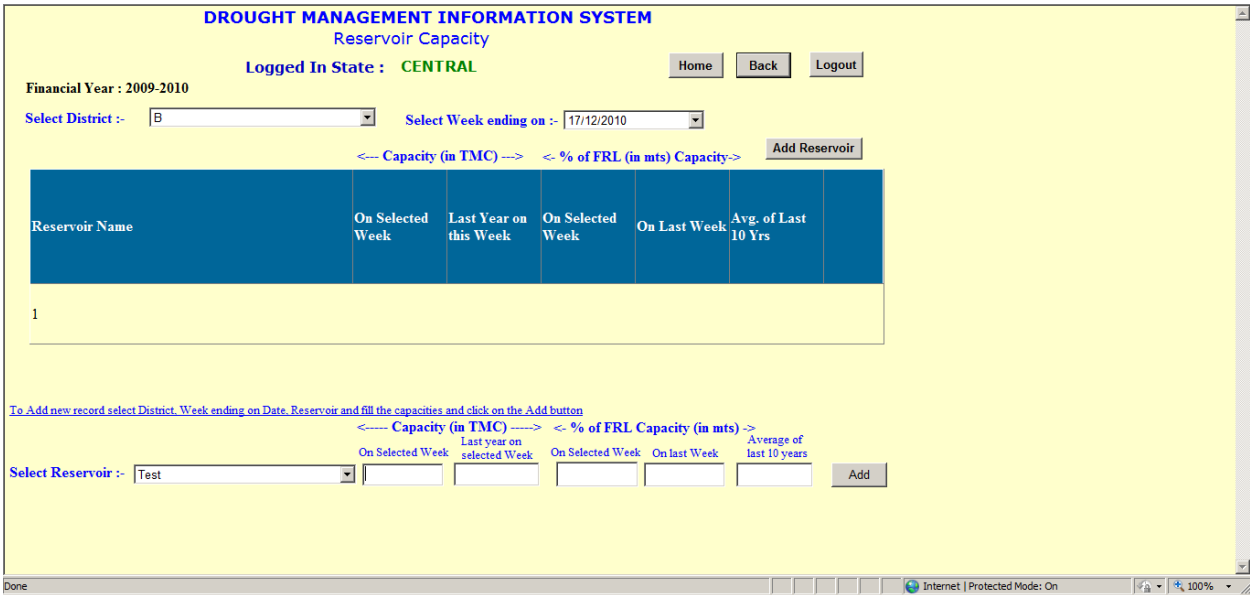 DROUGHT MANAGEMENT INFORMATION SYSTEM
Reservoir Capacity
Logged In State : CENTRAL Home Back Logout
Financial Year : 2009-2010
Select District :- B Select Week ending on :- 17/12/2010
<--- Capacity (in TMC) ---> <- % of FRL (in mts) Capacity-> Add Reservoir
Reservoir Name On Selected Week Last Year on this Week On Selected Week On Last Week Avg. of Last 10 Yrs
1
To Add new record select District, Week ending on Date, Reservoir and fill the capacities and click on the Add button
<----- Capacity (in TMC) -----> <- % of FRL Capacity (in mts) ->
On Selected Week Last year on selected Week On Selected Week On last Week Average of last 10 years
Select Reservoir :- Test Add
Done Internet | Protected Mode: On 100%